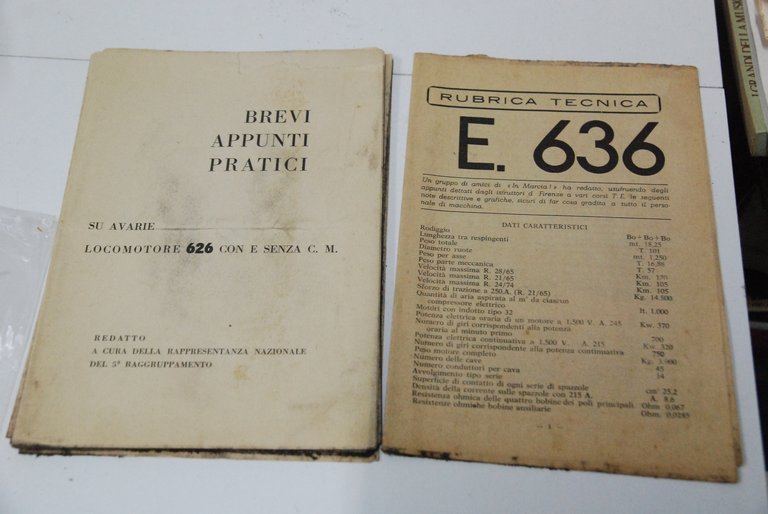 BREVI
APPUNTI
PRATICI
SU AVARIE
LOCOMOTORE 626 CON E SENZA C. M.
REDATTO
A CURA DELLA RAPPRESENTANZA NAZIONALE
DEL 5º RAGGRUPPAMENTO
RUBRICA TECNICA
E. 636
Un gruppo di amici di «In Marcia!» ha redatto, usufruendo degli
appunti dettati dagli istruttori di Firenze a vari corsi T.E. le seguenti
note descrittive e grafiche, sicuri di far cosa gradita a tutto il perso-
nale di macchina.
DATI CARATTERISTICI
Rodiggio Bo + Bo + Bo
Lunghezza tra respingenti mt. 18,25
Peso totale T. 101
Diametro ruote mt. 1,250
Peso per asse T. 16,88
Peso parte meccanica T. 57
Velocità massima R. 28/65 Km. 120
Velocità massima R. 21/65 Km. 105
Velocità massima R. 24/74 Km. 105
Sforzo di trazione a 250 A. (R. 21/65) Kg. 14.500
Quantità di aria aspirata al m' da ciascun
compressore elettrico lt. 1.000
Motori con indotto tipo 32
Potenza elettrica oraria di un motore a 1.500 V. A. 245 Kw. 370
Numero di giri corrispondenti alla potenza
oraria al minuto primo 700
Potenza elettrica continuativa a 1.500 V. A. 215 Kw. 320
Numero di giri corrispondente alla potenza continuativa 750
Peso motore completo Kg. 3.900
Numero delle cave 45
Numero conduttori per cava 14
Avvolgimento tipo serie
Superficie di contatto di ogni serie di spazzole cm² 25,2
Densità della corrente sulle spazzole con 215 A. A. 8,6
Resistenza ohmica delle quattro bobine dei poli principali Ohm 0,067
Resistenze ohmiche bobine ausiliarie Ohm. 0,0285
— 1 —
I GRANDI DELLA MUSICA